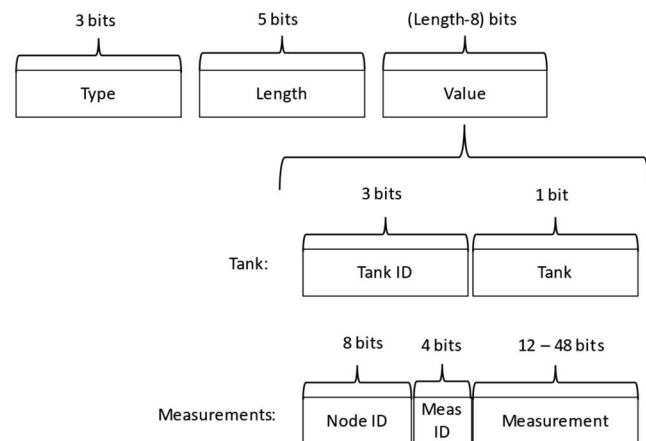 3 bits 5 bits (Length-8) bits
Type Length Value
3 bits 1 bit
Tank: Tank ID Tank
8 bits 4 bits 12 – 48 bits
Measurements: Node ID Meas ID Measurement